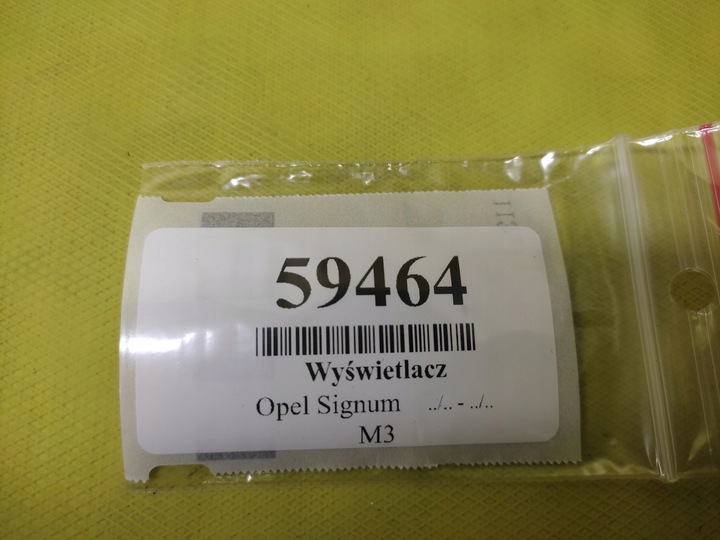 59464
Wyświetlacz
Opel Signum ../.. - ../..
M3